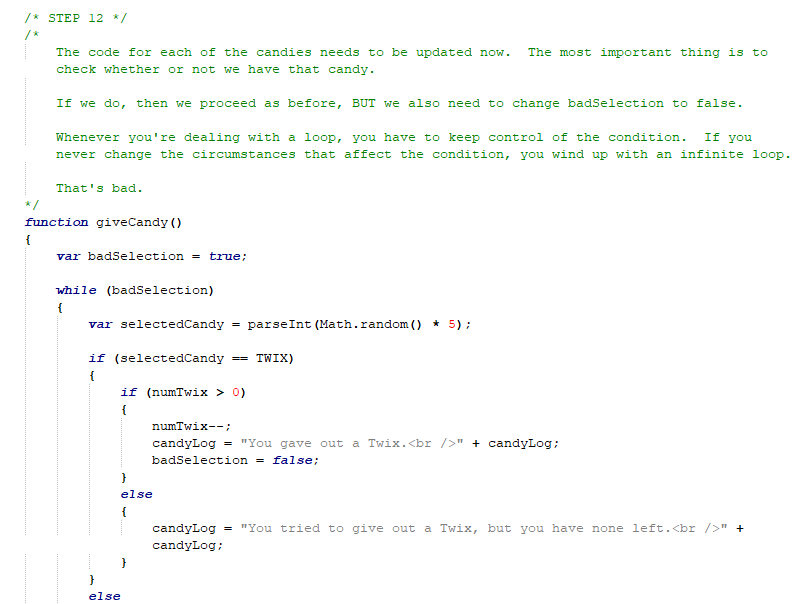 /* STEP 12 */
/*
The code for each of the candies needs to be updated now.  The most important thing is to
check whether or not we have that candy.
If we do, then we proceed as before, BUT we also need to change badSelection to false.
Whenever you're dealing with a loop, you have to keep control of the condition.  If you
never change the circumstances that affect the condition, you wind up with an infinite loop.
That's bad.
*/
function giveCandy()
{
var badSelection = true;
while (badSelection)
{
var selectedCandy = parseInt(Math.random() * 5);
if (selectedCandy == TWIX)
{
if (numTwix > 0)
{
numTwix--;
candyLog = "You gave out a Twix.<br />" + candyLog;
badSelection = false;
}
else
{
candyLog = "You tried to give out a Twix, but you have none left.<br />" +
candyLog;
}
}
else